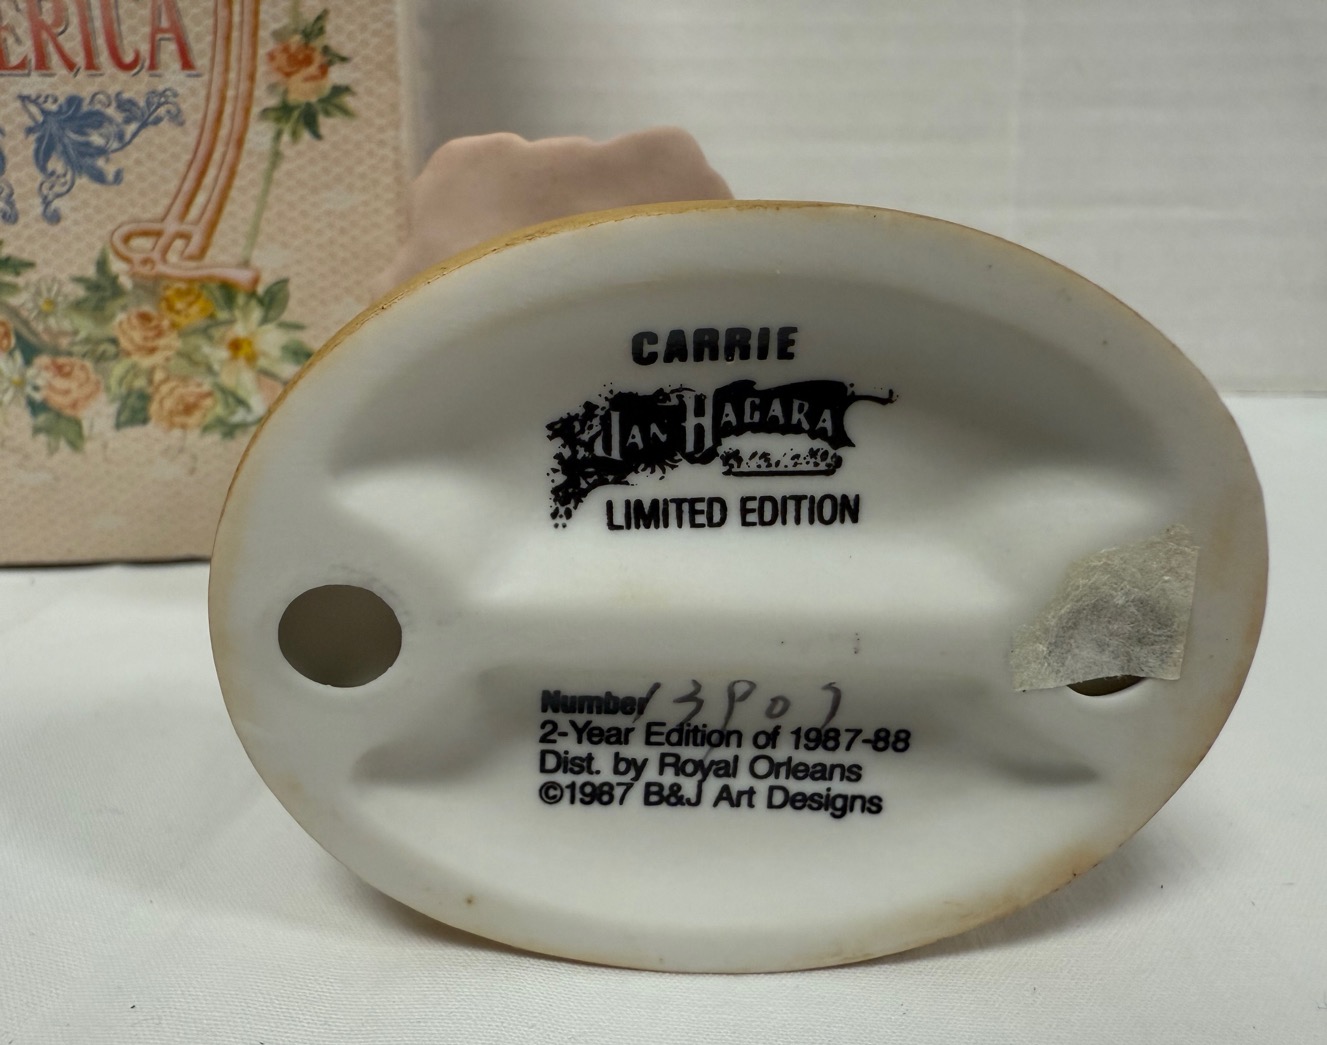 ERICA
CARRIE
JAN HAGARA
LIMITED EDITION
Number 13907
2-Year Edition of 1987-88
Dist. by Royal Orleans
©1987 B&J Art Designs